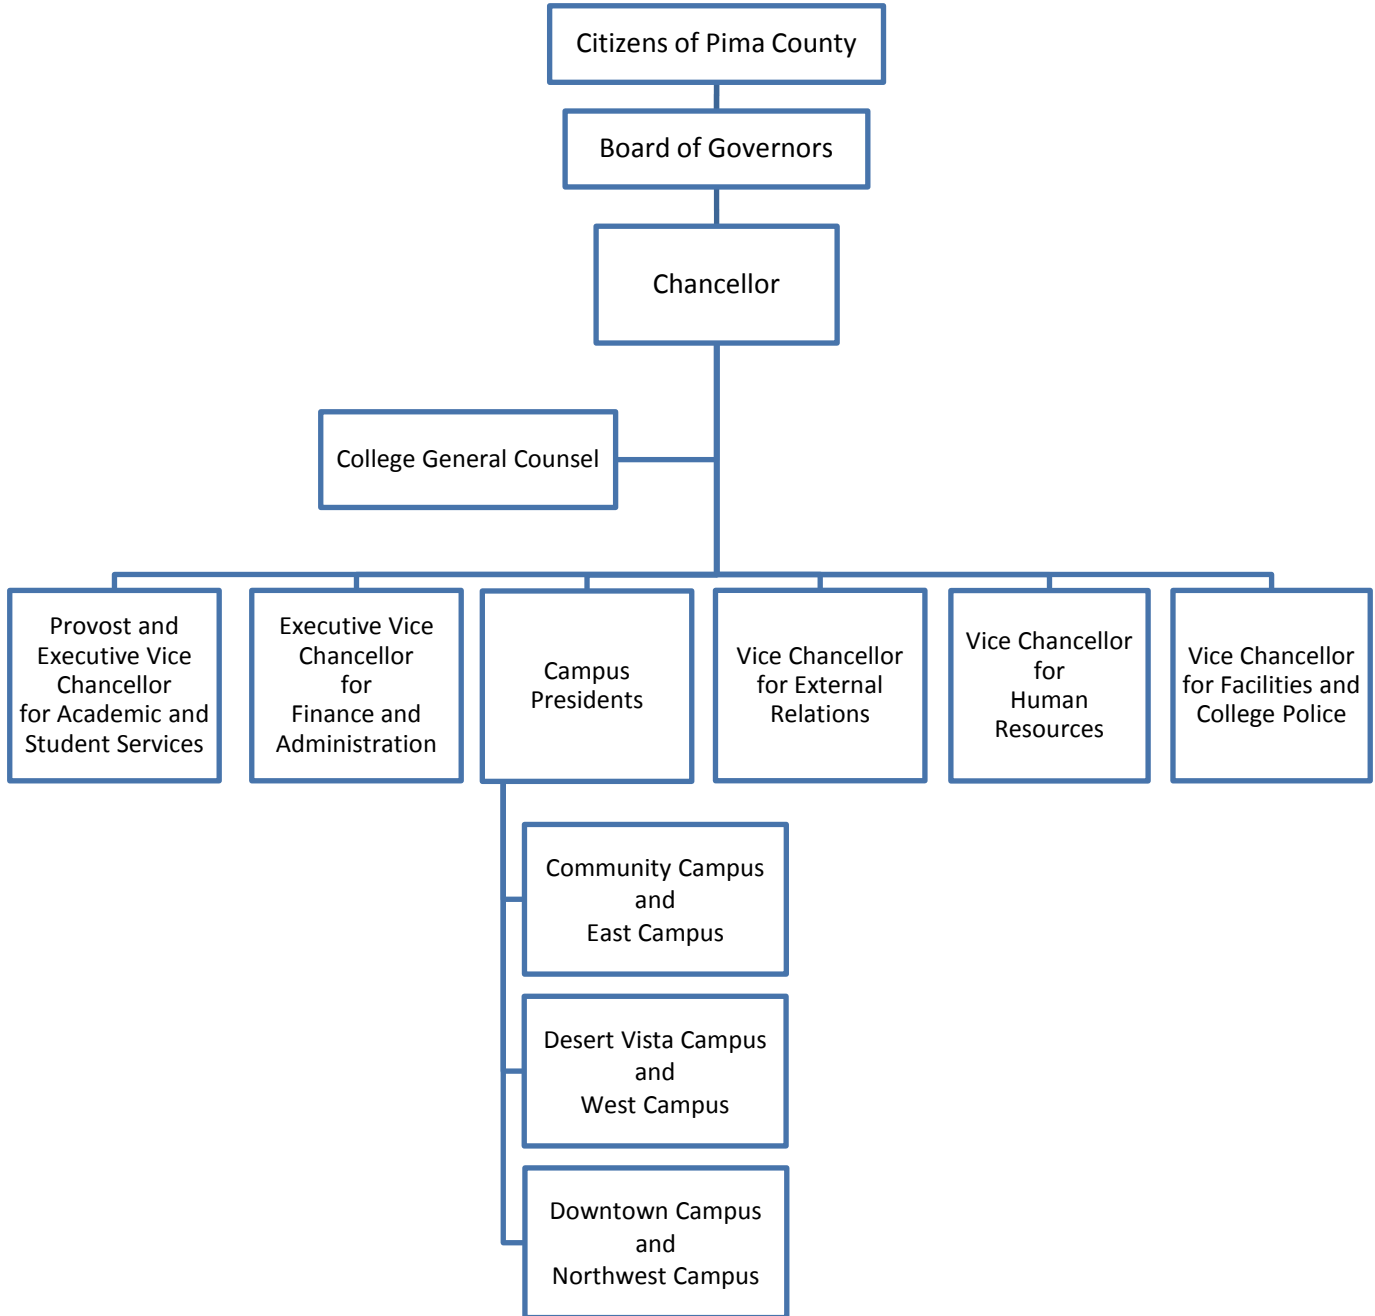 Citizens of Pima County
Board of Governors
Chancellor
College General Counsel
Provost and
Executive Vice
Chancellor
for Academic and
Student Services
Executive Vice
Chancellor
for
Finance and
Administration
Campus
Presidents
Vice Chancellor
for External
Relations
Vice Chancellor
for
Human
Resources
Vice Chancellor
for Facilities and
College Police
Community Campus
and
East Campus
Desert Vista Campus
and
West Campus
Downtown Campus
and
Northwest Campus